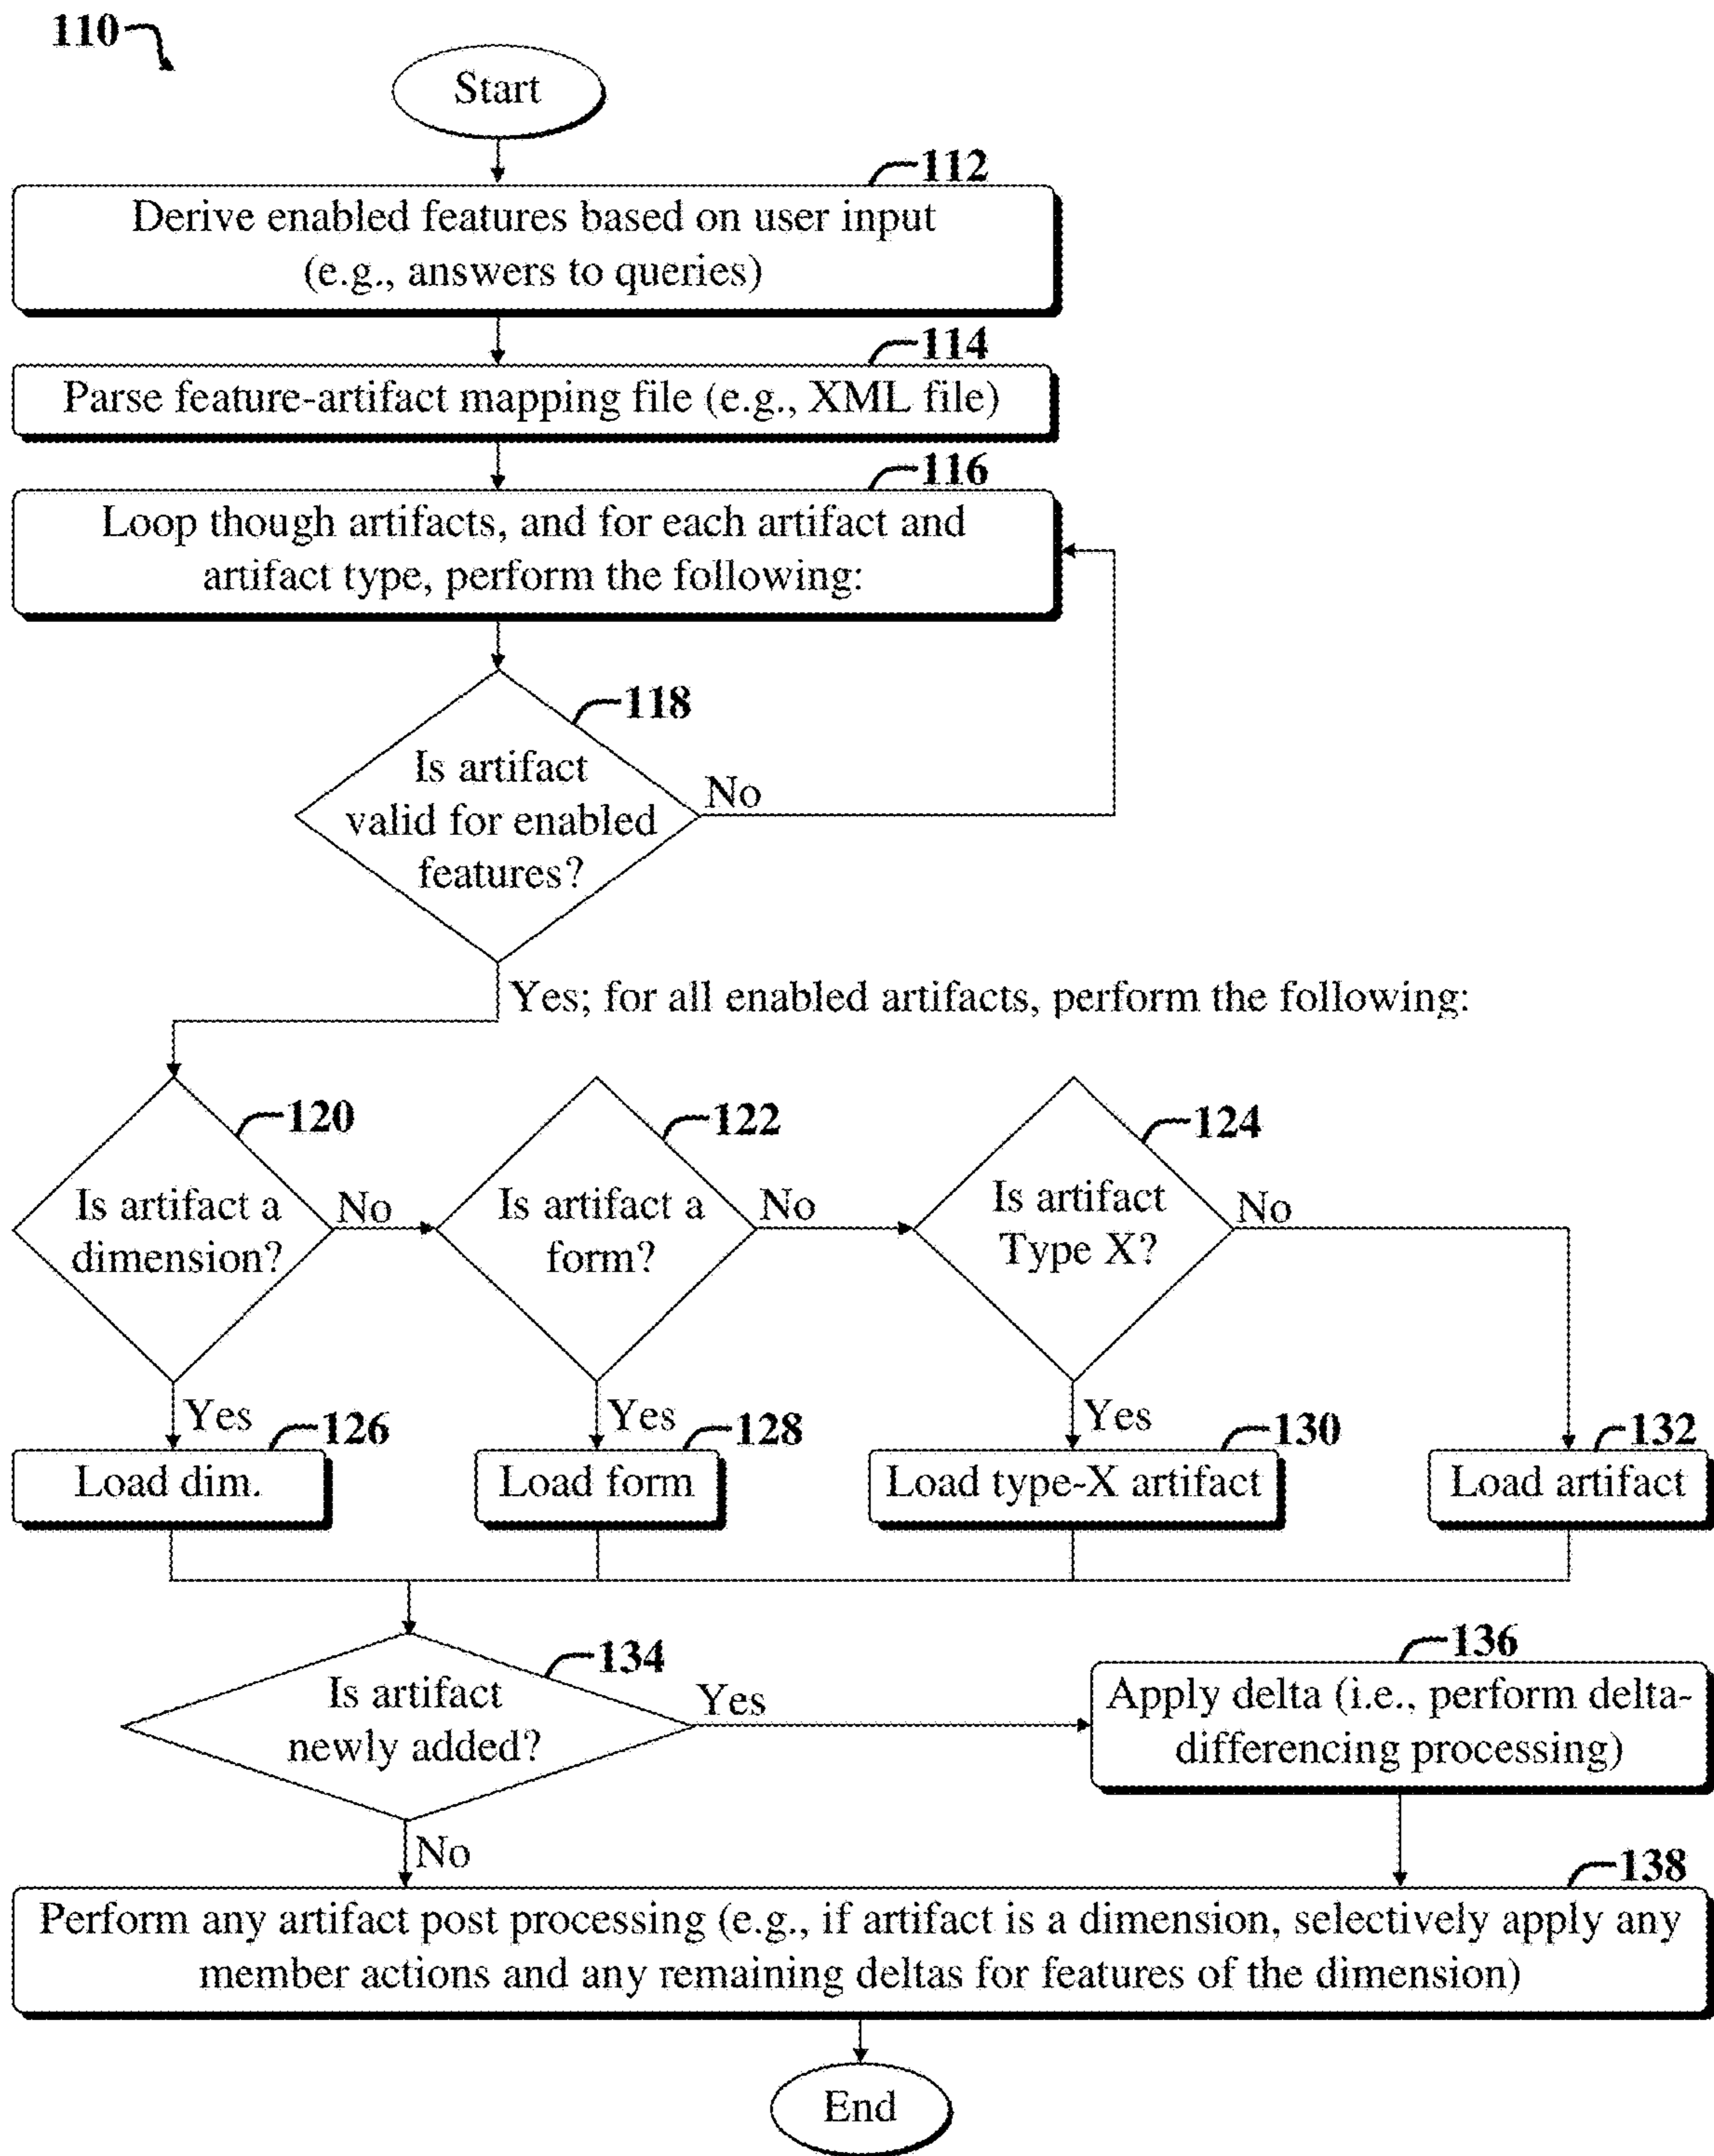 110
Start
112
Derive enabled features based on user input
(e.g., answers to queries)
114
Parse feature-artifact mapping file (e.g., XML file)
116
Loop though artifacts, and for each artifact and
artifact type, perform the following:
118
Is artifact
valid for enabled
features?
No
Yes; for all enabled artifacts, perform the following:
120
Is artifact a
dimension?
No
122
Is artifact a
form?
No
124
Is artifact
Type X?
No
Yes
126
Load dim.
Yes
128
Load form
Yes
130
Load type-X artifact
132
Load artifact
134
Is artifact
newly added?
Yes
136
Apply delta (i.e., perform delta-
differencing processing)
No
138
Perform any artifact post processing (e.g., if artifact is a dimension, selectively apply any
member actions and any remaining deltas for features of the dimension)
End